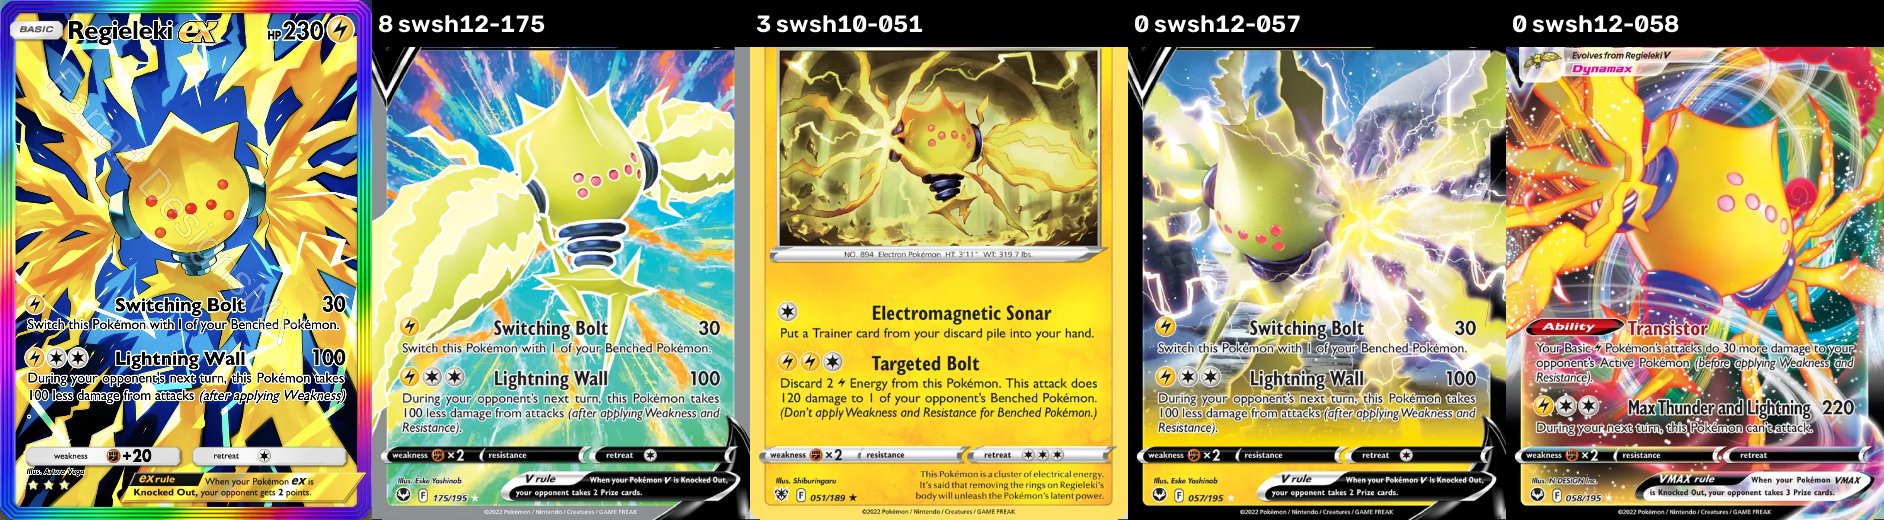 BASIC Regieleki ex HP 230
Switching Bolt 30
Switch this Pokémon with 1 of your Benched Pokémon.
Lightning Wall 100
During your opponent's next turn, this Pokémon takes
100 less damage from attacks (after applying Weakness)
.
weakness +20 retreat
ex rule When your Pokémon ex is
Knocked Out, your opponent gets 2 points.
8 swsh12-175
Switching Bolt 30
Switch this Pokémon with 1 of your Benched Pokémon.
Lightning Wall 100
During your opponent's next turn, this Pokémon takes
100 less damage from attacks (after applying Weakness and
Resistance).
weakness ×2 resistance retreat
Illus. Eske Yoshinob
V rule When your Pokémon V is Knocked Out,
your opponent takes 2 Prize cards.
F 175/195
©2022 Pokémon / Nintendo / Creatures / GAME FREAK
3 swsh10-051
NO. 894 Electron Pokémon HT: 3'11" WT: 319.7 lbs.
Electromagnetic Sonar
Put a Trainer card from your discard pile into your hand.
Targeted Bolt
Discard 2 Energy from this Pokémon. This attack does
120 damage to 1 of your opponent's Benched Pokémon.
(Don't apply Weakness and Resistance for Benched Pokémon.)
weakness ×2 resistance retreat
Illus. Shiburingaru
F 051/189
This Pokémon is a cluster of electrical energy.
It's said that removing the rings on Regieleki's
body will unleash the Pokémon's latent power.
©2022 Pokémon / Nintendo / Creatures / GAME FREAK
0 swsh12-057
Switching Bolt 30
Switch this Pokémon with 1 of your Benched Pokémon.
Lightning Wall 100
During your opponent's next turn, this Pokémon takes
100 less damage from attacks (after applying Weakness and
Resistance).
weakness ×2 resistance retreat
Illus. Eske Yoshinob
V rule When your Pokémon V is Knocked Out,
your opponent takes 2 Prize cards.
F 057/195
©2022 Pokémon / Nintendo / Creatures / GAME FREAK
0 swsh12-058
Evolves from Regieleki V
Dynamax
Ability Transistor
Your Basic Pokémon's attacks do 30 more damage to your
opponent's Active Pokémon (before applying Weakness and
Resistance).
Max Thunder and Lightning 220
During your next turn, this Pokémon can't attack.
weakness ×2 resistance retreat
Illus. N-DESIGN Inc.
VMAX rule When your Pokémon VMAX
is Knocked Out, your opponent takes 3 Prize cards.
F 058/195
©2022 Pokémon / Nintendo / Creatures / GAME FREAK